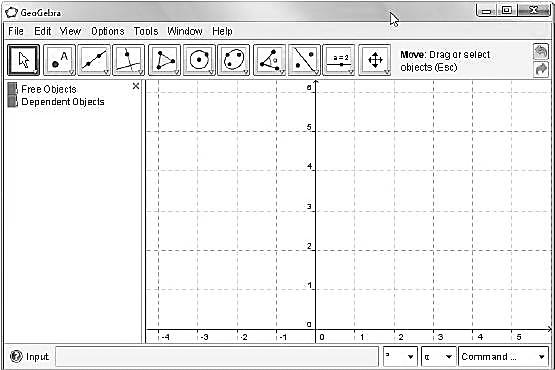 GeoGebra
File Edit View Options Tools Window Help
A
α
a = 2
Move: Drag or select
objects (Esc)
Free Objects
Dependent Objects
6
5
4
3
2
1
0
-4 -3 -2 -1 0 1 2 3 4 5
Input: α Command ...